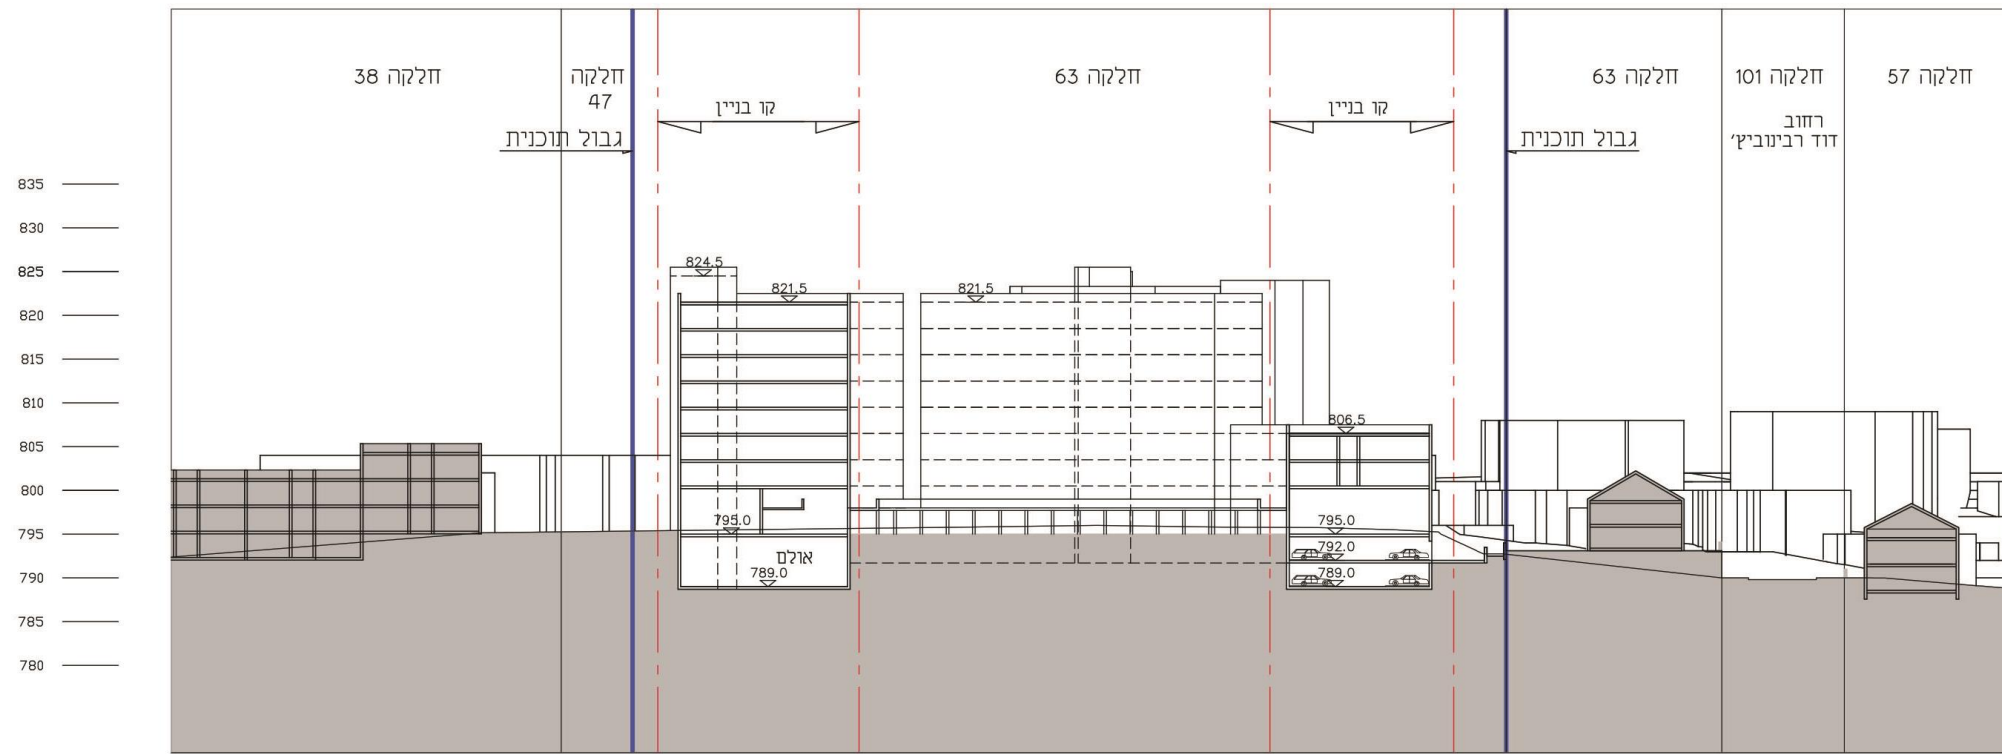 חלקה 38
חלקה
47
חלקה 63
חלקה 63
חלקה 101
חלקה 57
קו בניין
קו בניין
רחוב
דוד רבינוביץ'
גבול תוכנית
גבול תוכנית
835
830
825
820
815
810
805
800
795
790
785
780
824.5
821.5
821.5
806.5
795.0
795.0
אולם
792.0
789.0
789.0